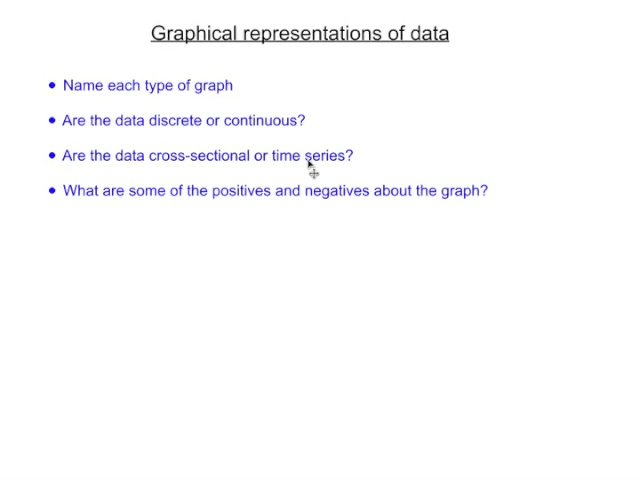 Graphical representations of data
• Name each type of graph
• Are the data discrete or continuous?
• Are the data cross-sectional or time series?
• What are some of the positives and negatives about the graph?